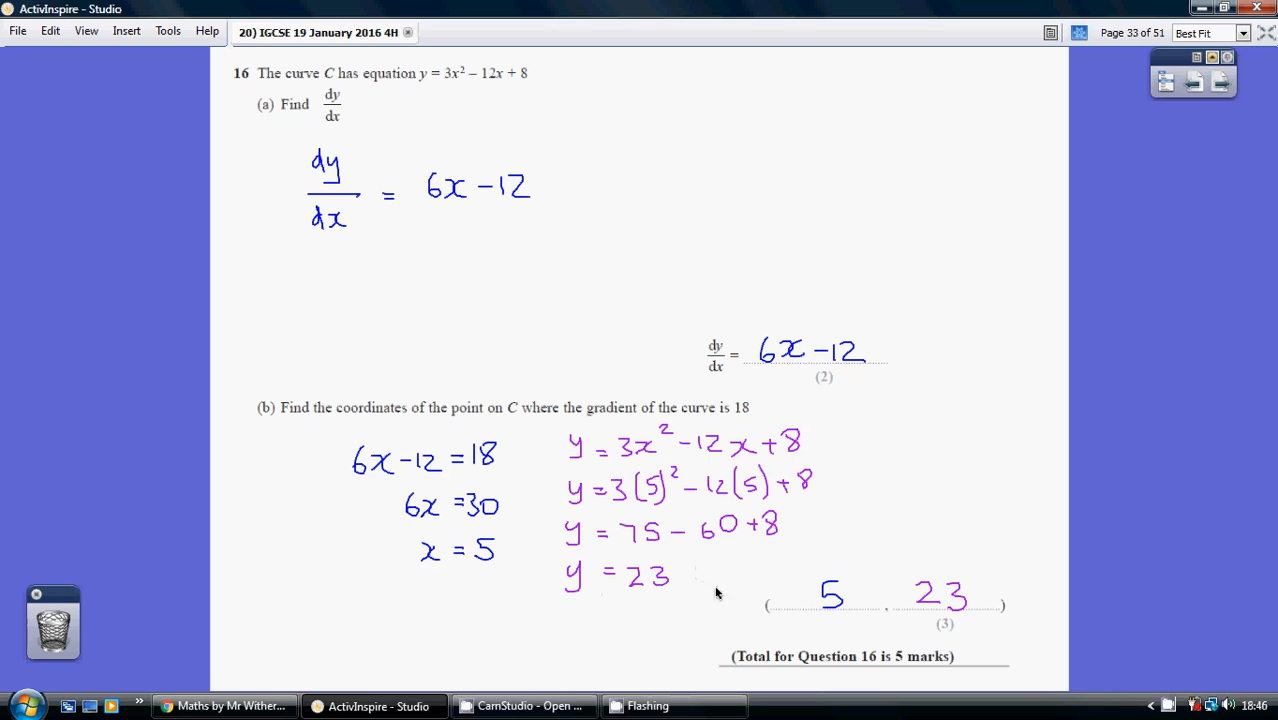 ActivInspire - Studio
File Edit View Insert Tools Help
20) IGCSE 19 January 2016 4H
Page 33 of 51
Best Fit
16 The curve C has equation y = 3x² – 12x + 8
(a) Find dy/dx
dy/dx = 6x – 12
dy/dx = 6x – 12
(2)
(b) Find the coordinates of the point on C where the gradient of the curve is 18
6x – 12 = 18
6x = 30
x = 5
y = 3x² – 12x + 8
y = 3(5)² – 12(5) + 8
y = 75 – 60 + 8
y = 23
( 5 , 23 )
(3)
(Total for Question 16 is 5 marks)
Maths by Mr Wither...
ActivInspire - Studio
CamStudio - Open ...
Flashing
18:46